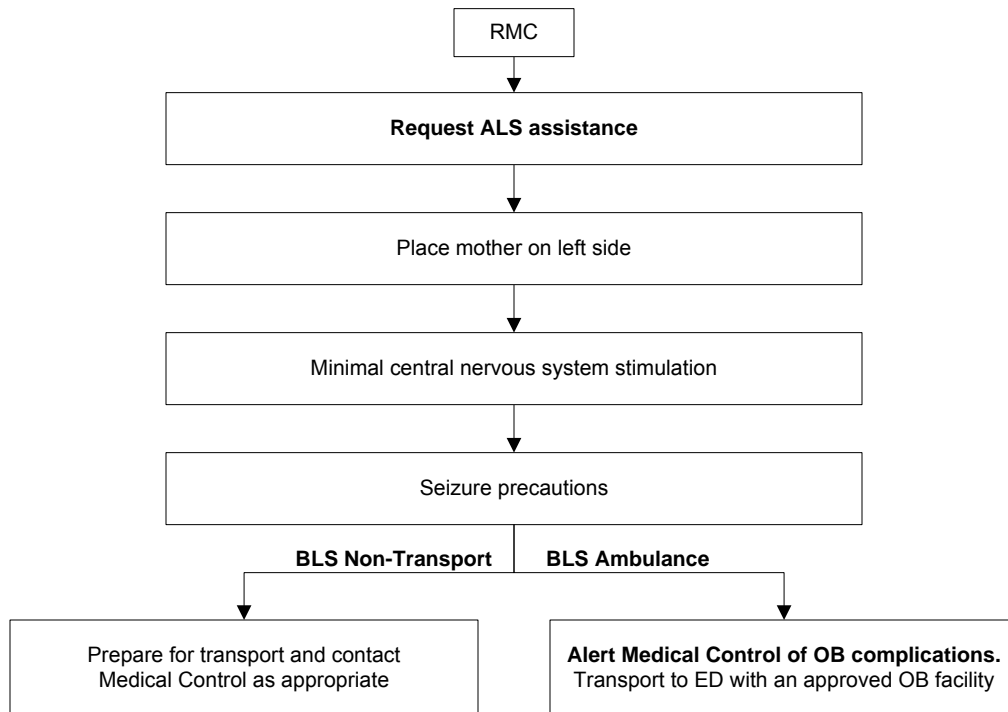 RMC
Request ALS assistance
Place mother on left side
Minimal central nervous system stimulation
Seizure precautions
BLS Non-Transport
BLS Ambulance
Prepare for transport and contact
Medical Control as appropriate
Alert Medical Control of OB complications.
Transport to ED with an approved OB facility